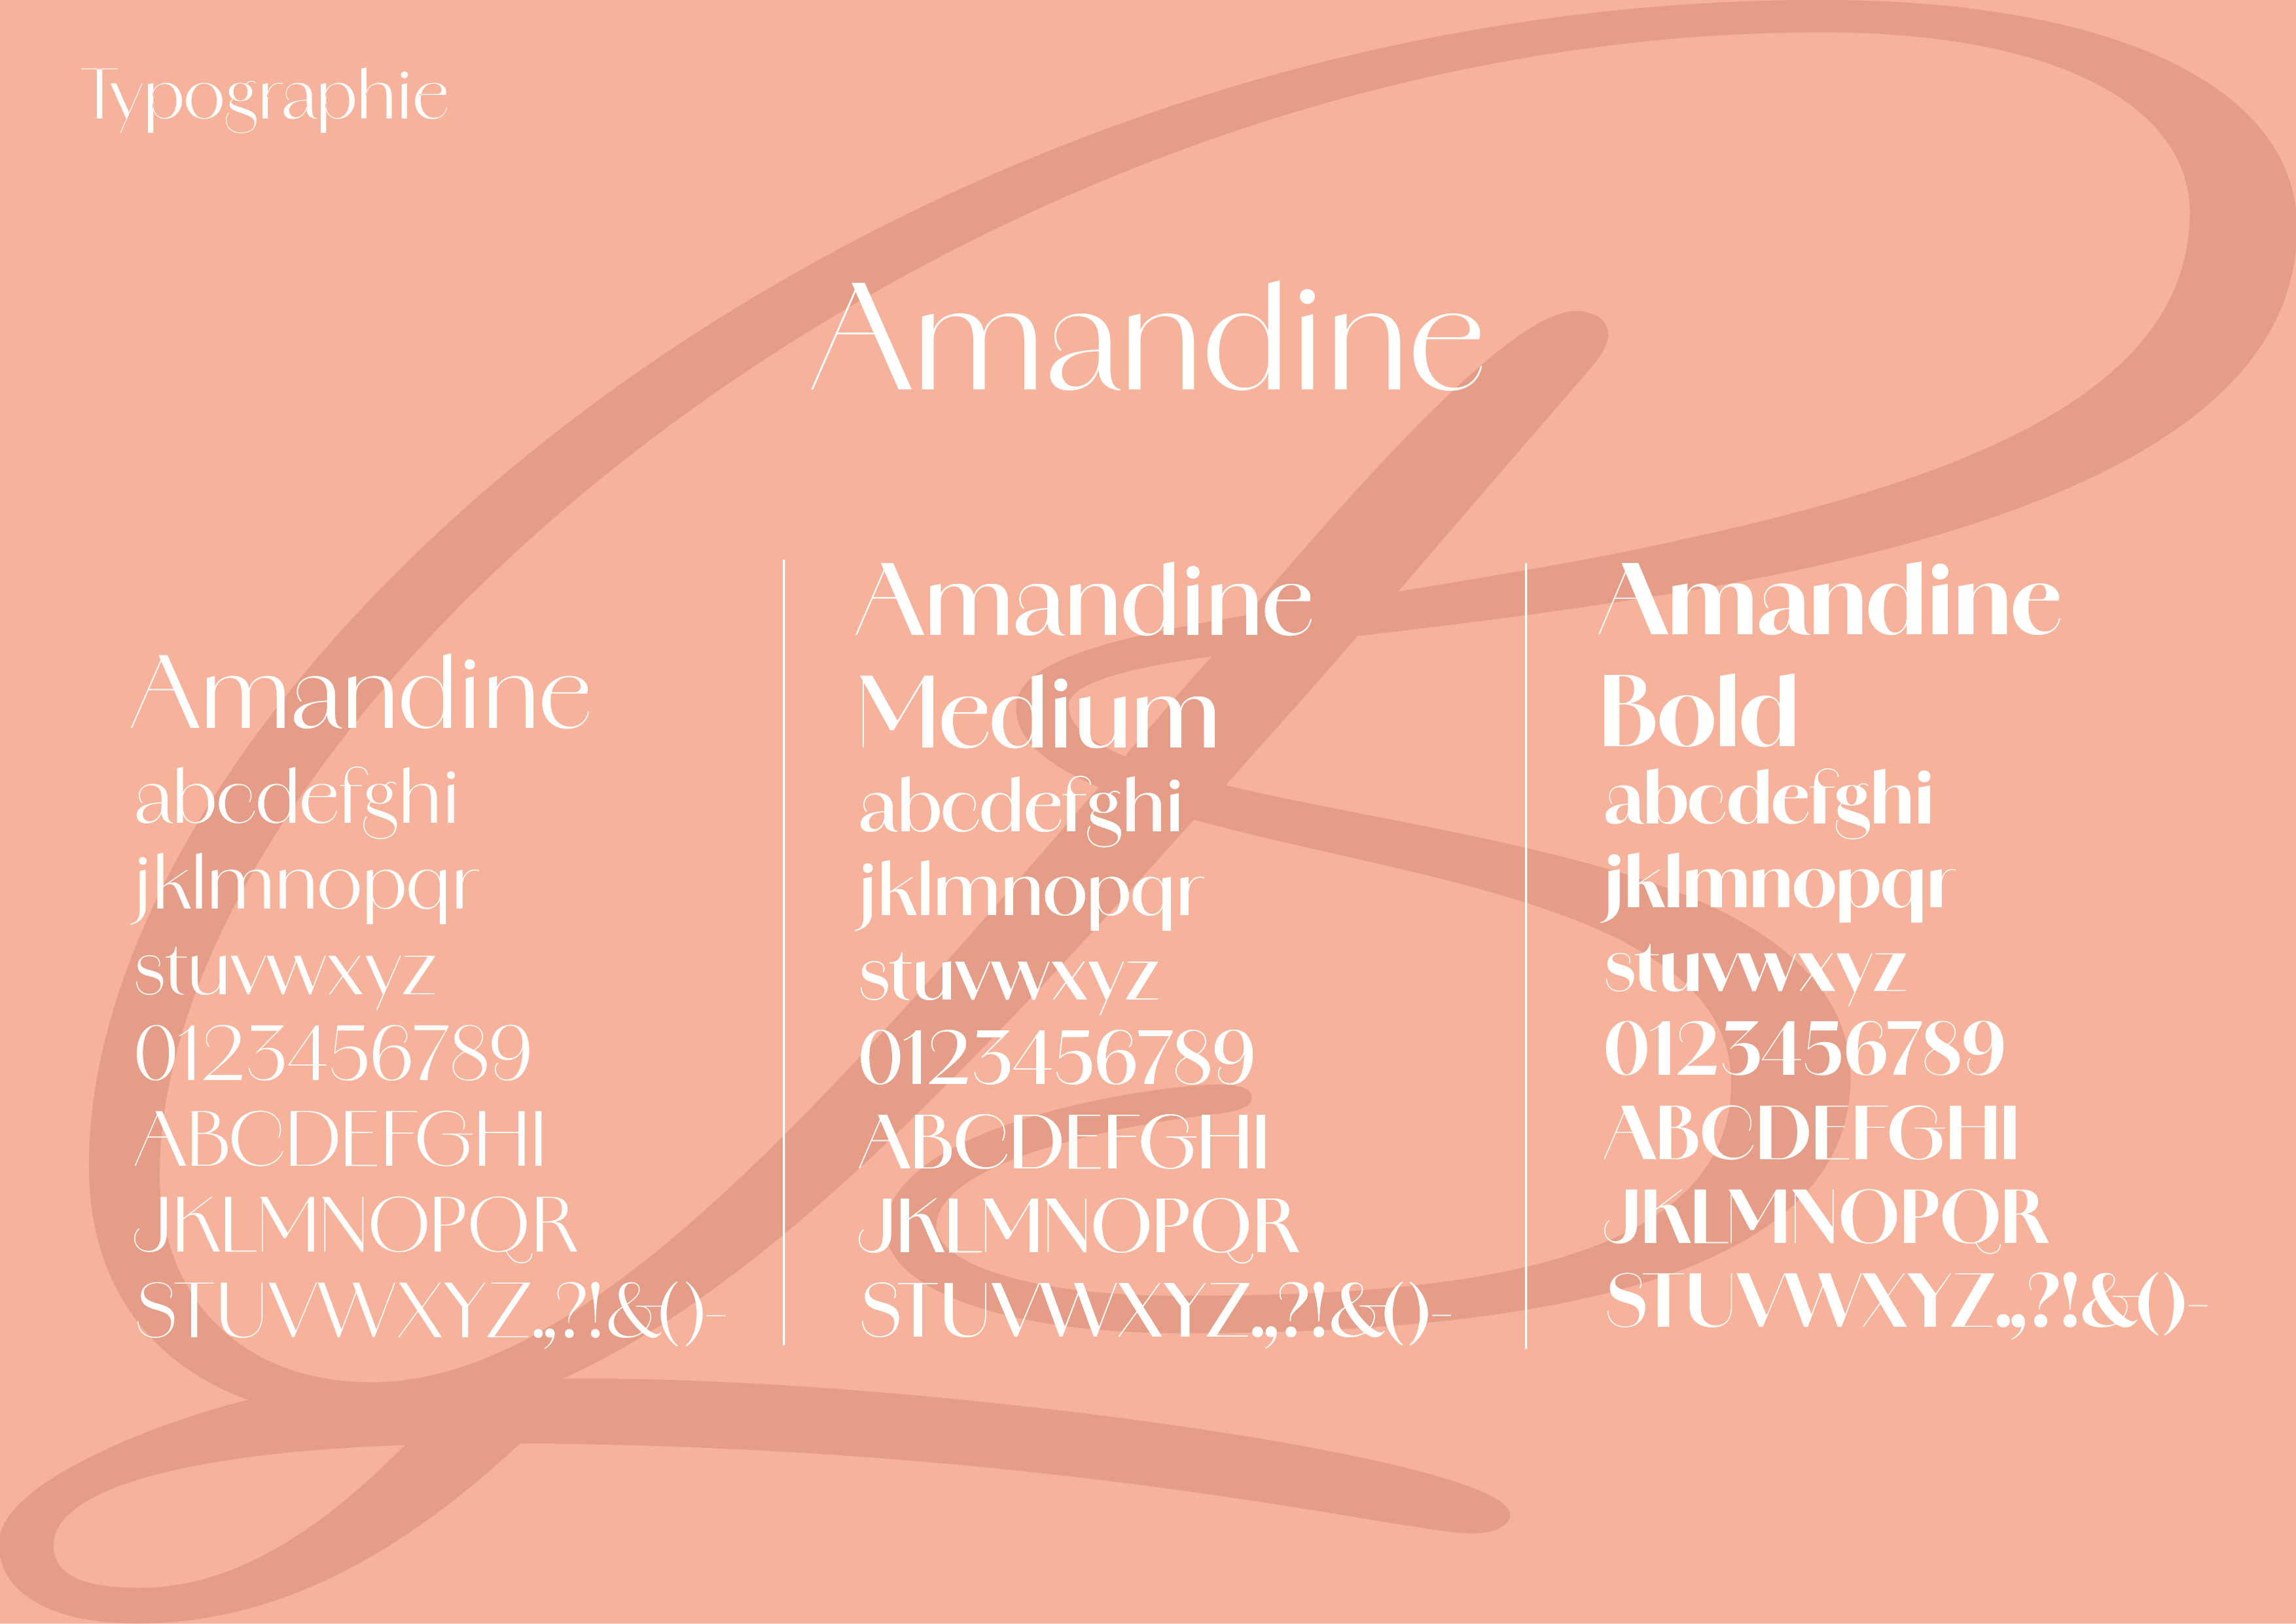 Typographie
Amandine
Amandine
abcdefghi
jklmnopqr
stuvwxyz
0123456789
ABCDEFGHI
JKLMNOPQR
STUVWXYZ.,?!&()-
Amandine
Medium
abcdefghi
jklmnopqr
stuvwxyz
0123456789
ABCDEFGHI
JKLMNOPQR
STUVWXYZ.,?!&()-
Amandine
Bold
abcdefghi
jklmnopqr
stuvwxyz
0123456789
ABCDEFGHI
JKLMNOPQR
STUVWXYZ.,?!&()-